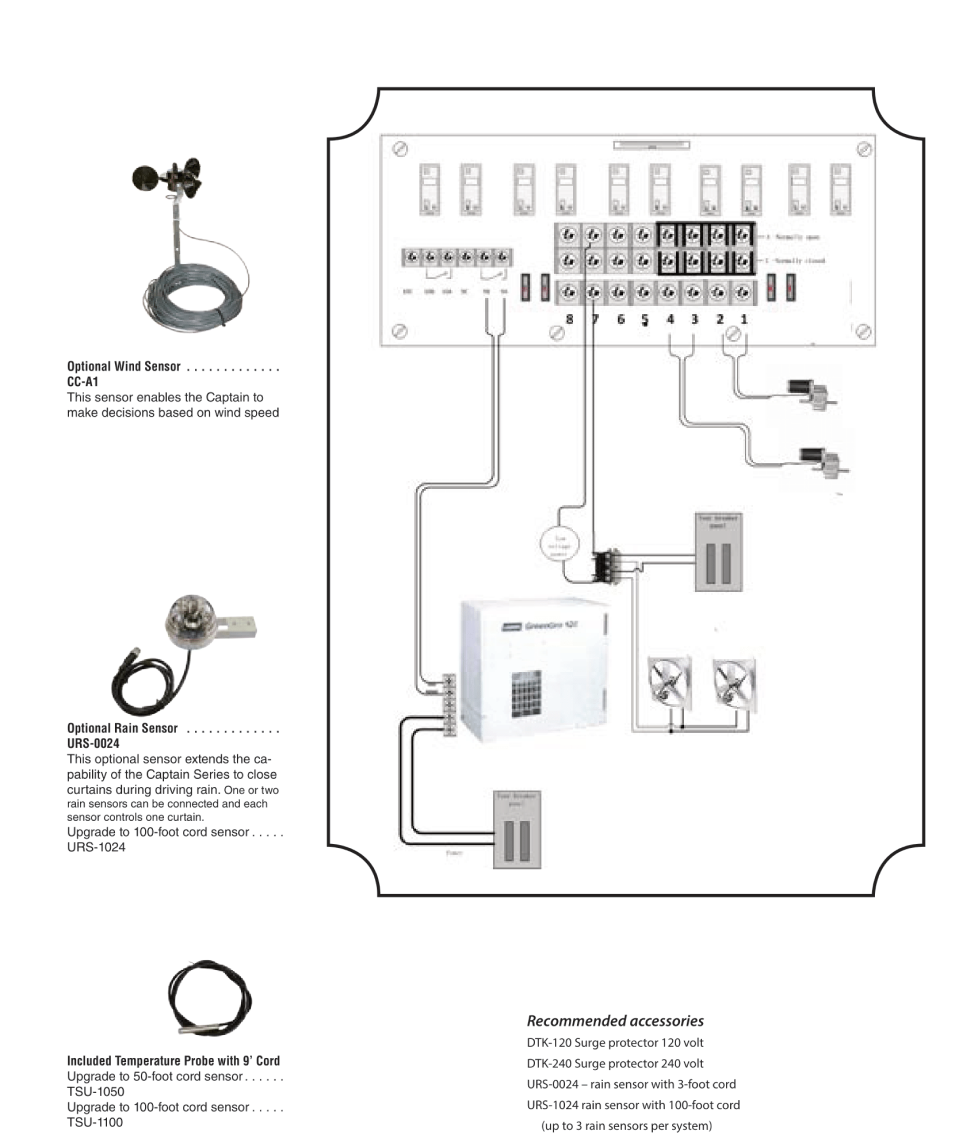 Optional Wind Sensor . . . . . . . . . . . . .
CC-A1
This sensor enables the Captain to
make decisions based on wind speed
Optional Rain Sensor . . . . . . . . . . . . .
URS-0024
This optional sensor extends the ca-
pability of the Captain Series to close
curtains during driving rain. One or two
rain sensors can be connected and each
sensor controls one curtain.
Upgrade to 100-foot cord sensor . . . . .
URS-1024
Included Temperature Probe with 9’ Cord
Upgrade to 50-foot cord sensor . . . . . .
TSU-1050
Upgrade to 100-foot cord sensor . . . . .
TSU-1100
Normally open
Normally closed
8 7 6 5 4 3 2 1
Your breaker
panel
GreenGro
Your breaker
panel
Power
Recommended accessories
DTK-120 Surge protector 120 volt
DTK-240 Surge protector 240 volt
URS-0024 – rain sensor with 3-foot cord
URS-1024 rain sensor with 100-foot cord
(up to 3 rain sensors per system)